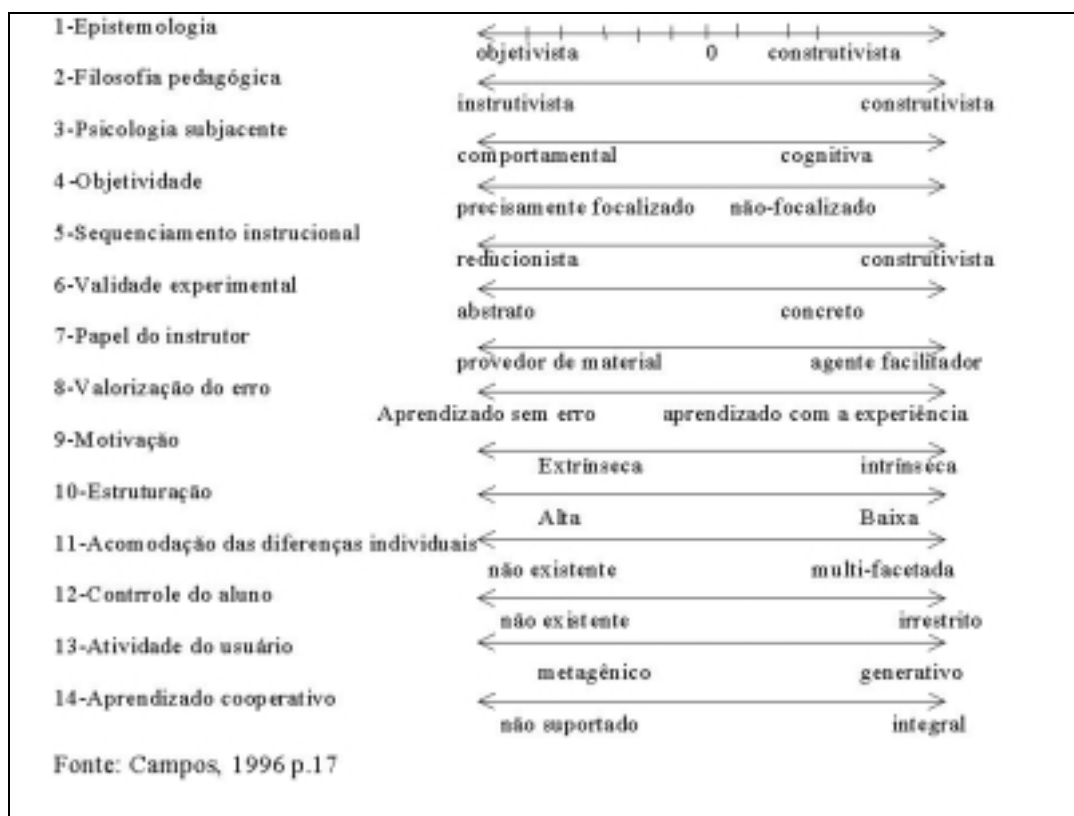 1-Epistemologia
objetivista 0 construtivista
2-Filosofia pedagógica
instrutivista construtivista
3-Psicologia subjacente
comportamental cognitiva
4-Objetividade
precisamente focalizado não-focalizado
5-Sequenciamento instrucional
reducionista construtivista
6-Validade experimental
abstrato concreto
7-Papel do instrutor
provedor de material agente facilitador
8-Valorização do erro
Aprendizado sem erro aprendizado com a experiência
9-Motivação
Extrínseca intrínseca
10-Estruturação
Alta Baixa
11-Acomodação das diferenças individuais
não existente multi-facetada
12-Contrrole do aluno
não existente irrestrito
13-Atividade do usuário
metagênico generativo
14-Aprendizado cooperativo
não suportado integral
Fonte: Campos, 1996 p.17